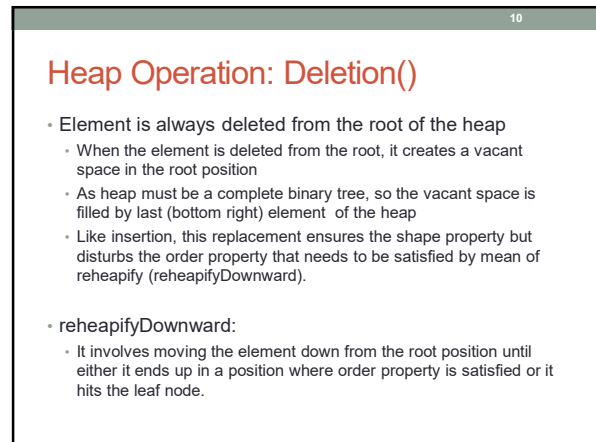 10
Heap Operation: Deletion()
• Element is always deleted from the root of the heap
• When the element is deleted from the root, it creates a vacant
space in the root position
• As heap must be a complete binary tree, so the vacant space is
filled by last (bottom right) element of the heap
• Like insertion, this replacement ensures the shape property but
disturbs the order property that needs to be satisfied by mean of
reheapify (reheapifyDownward).
• reheapifyDownward:
• It involves moving the element down from the root position until
either it ends up in a position where order property is satisfied or it
hits the leaf node.